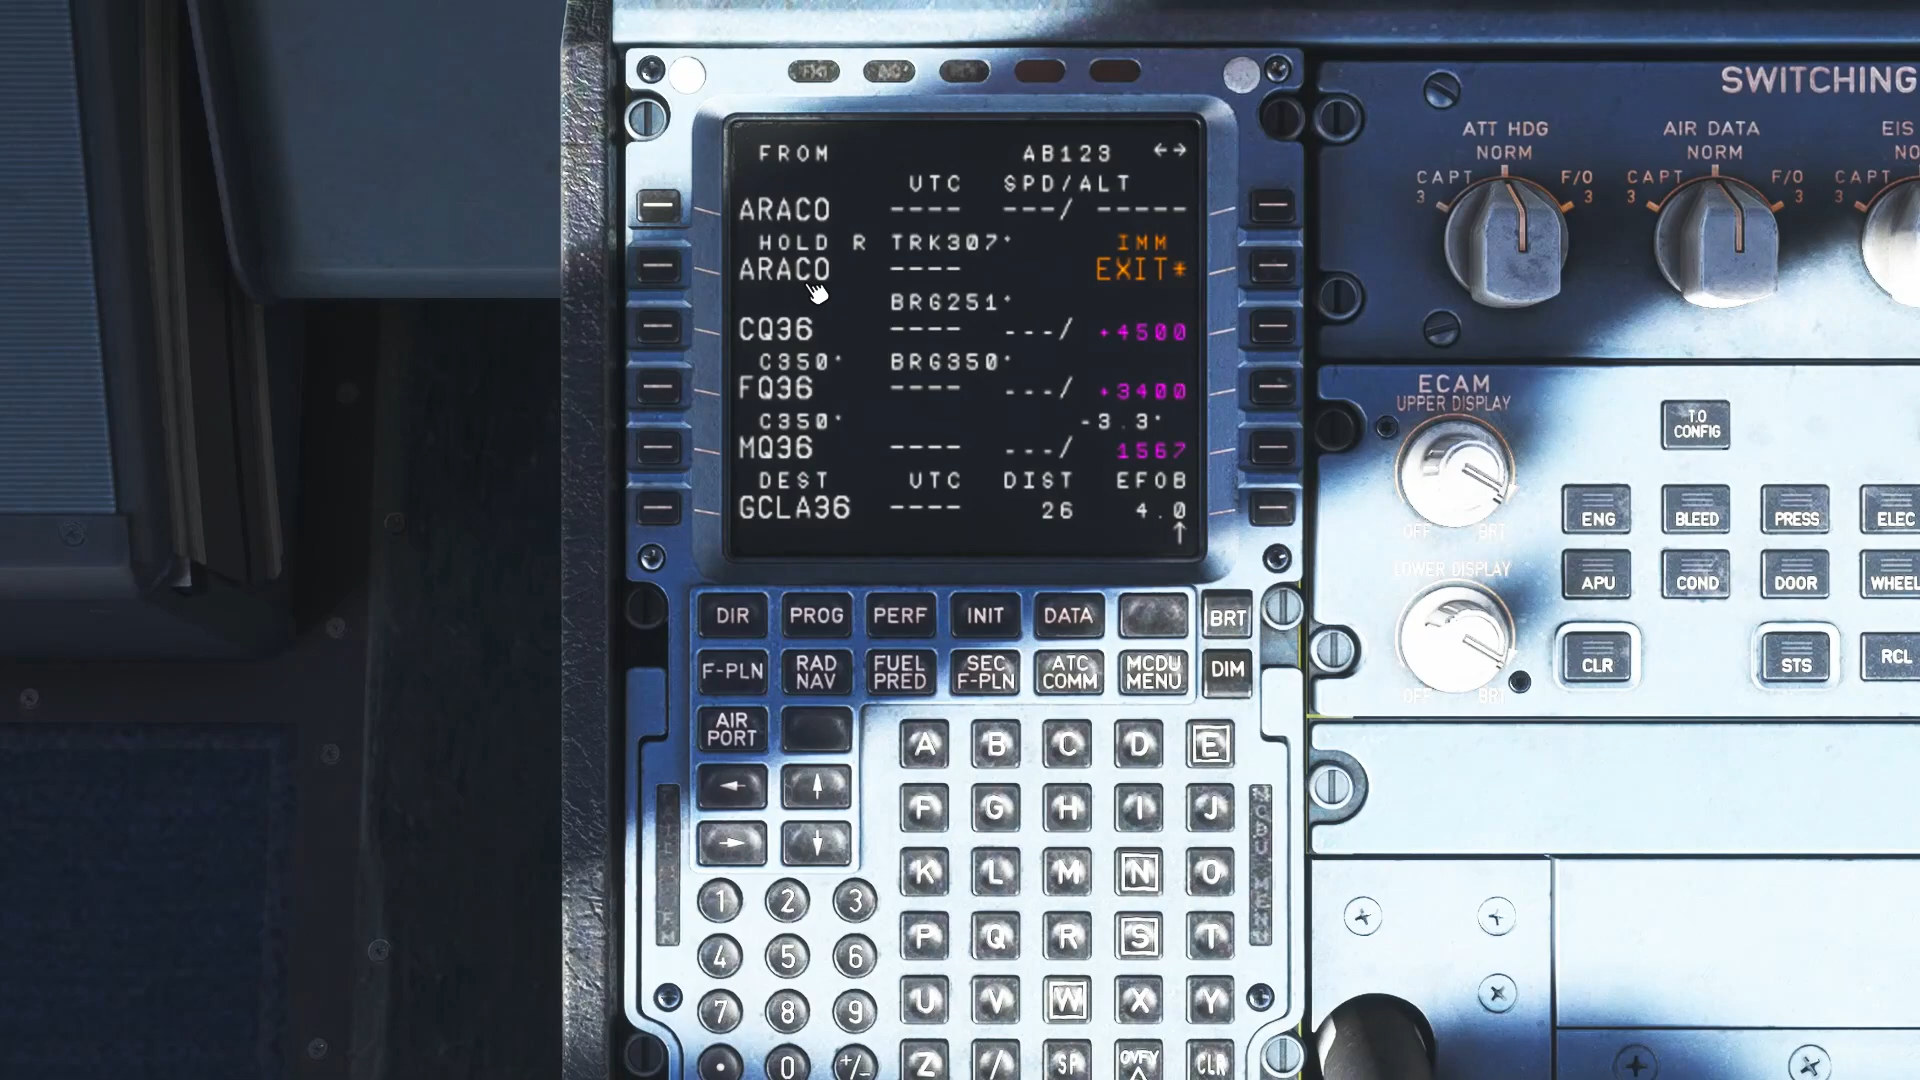 FROM AB123 ←→
UTC SPD/ALT
ARACO ---- ---/ -----
HOLD R TRK307° IMM
ARACO ---- EXIT*
BRG251°
CQ36 ---- ---/ +4500
C350° BRG350°
FQ36 ---- ---/ +3400
C350° -3.3°
MQ36 ---- ---/ 1567
DEST UTC DIST EFOB
GCLA36 ---- 26 4.0
↑
DIR PROG PERF INIT DATA BRT
F-PLN RAD NAV FUEL PRED SEC F-PLN ATC COMM MCDU MENU DIM
AIR PORT
← ↑
→ ↓
A B C D E
F G H I J
K L M N O
P Q R S T
U V W X Y
Z / SP OVFY CLR
1 2 3
4 5 6
7 8 9
. 0 +/-
SWITCHING
ATT HDG
NORM
CAPT 3 F/O 3
AIR DATA
NORM
CAPT 3 F/O 3
EIS
CAPT 3
ECAM
UPPER DISPLAY
OFF BRT
LOWER DISPLAY
OFF BRT
T.O CONFIG
ENG BLEED PRESS ELEC
APU COND DOOR WHEEL
CLR STS RCL